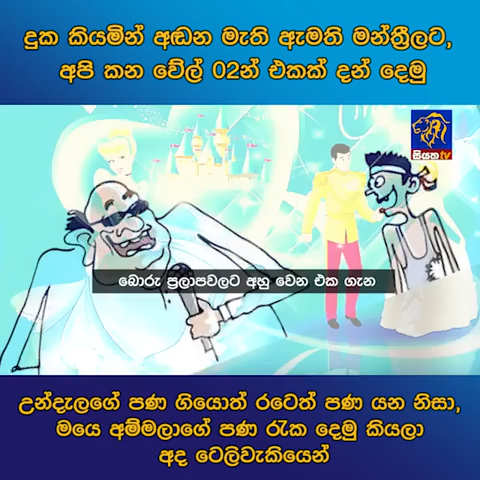 දුක කියමින් අඬන මැති ඇමති මන්ත්‍රීලට,
අපි කන වේල් 02න් එකක් දන් දෙමු
සියත tv
බොරු ප්‍රලාපවලට අහු වෙන එක ගැන
උන්දැලගේ පණ ගියොත් රටෙත් පණ යන නිසා,
මයෙ අම්මලාගේ පණ රැක දෙමු කියලා
අද ටෙලිවැකියෙන්